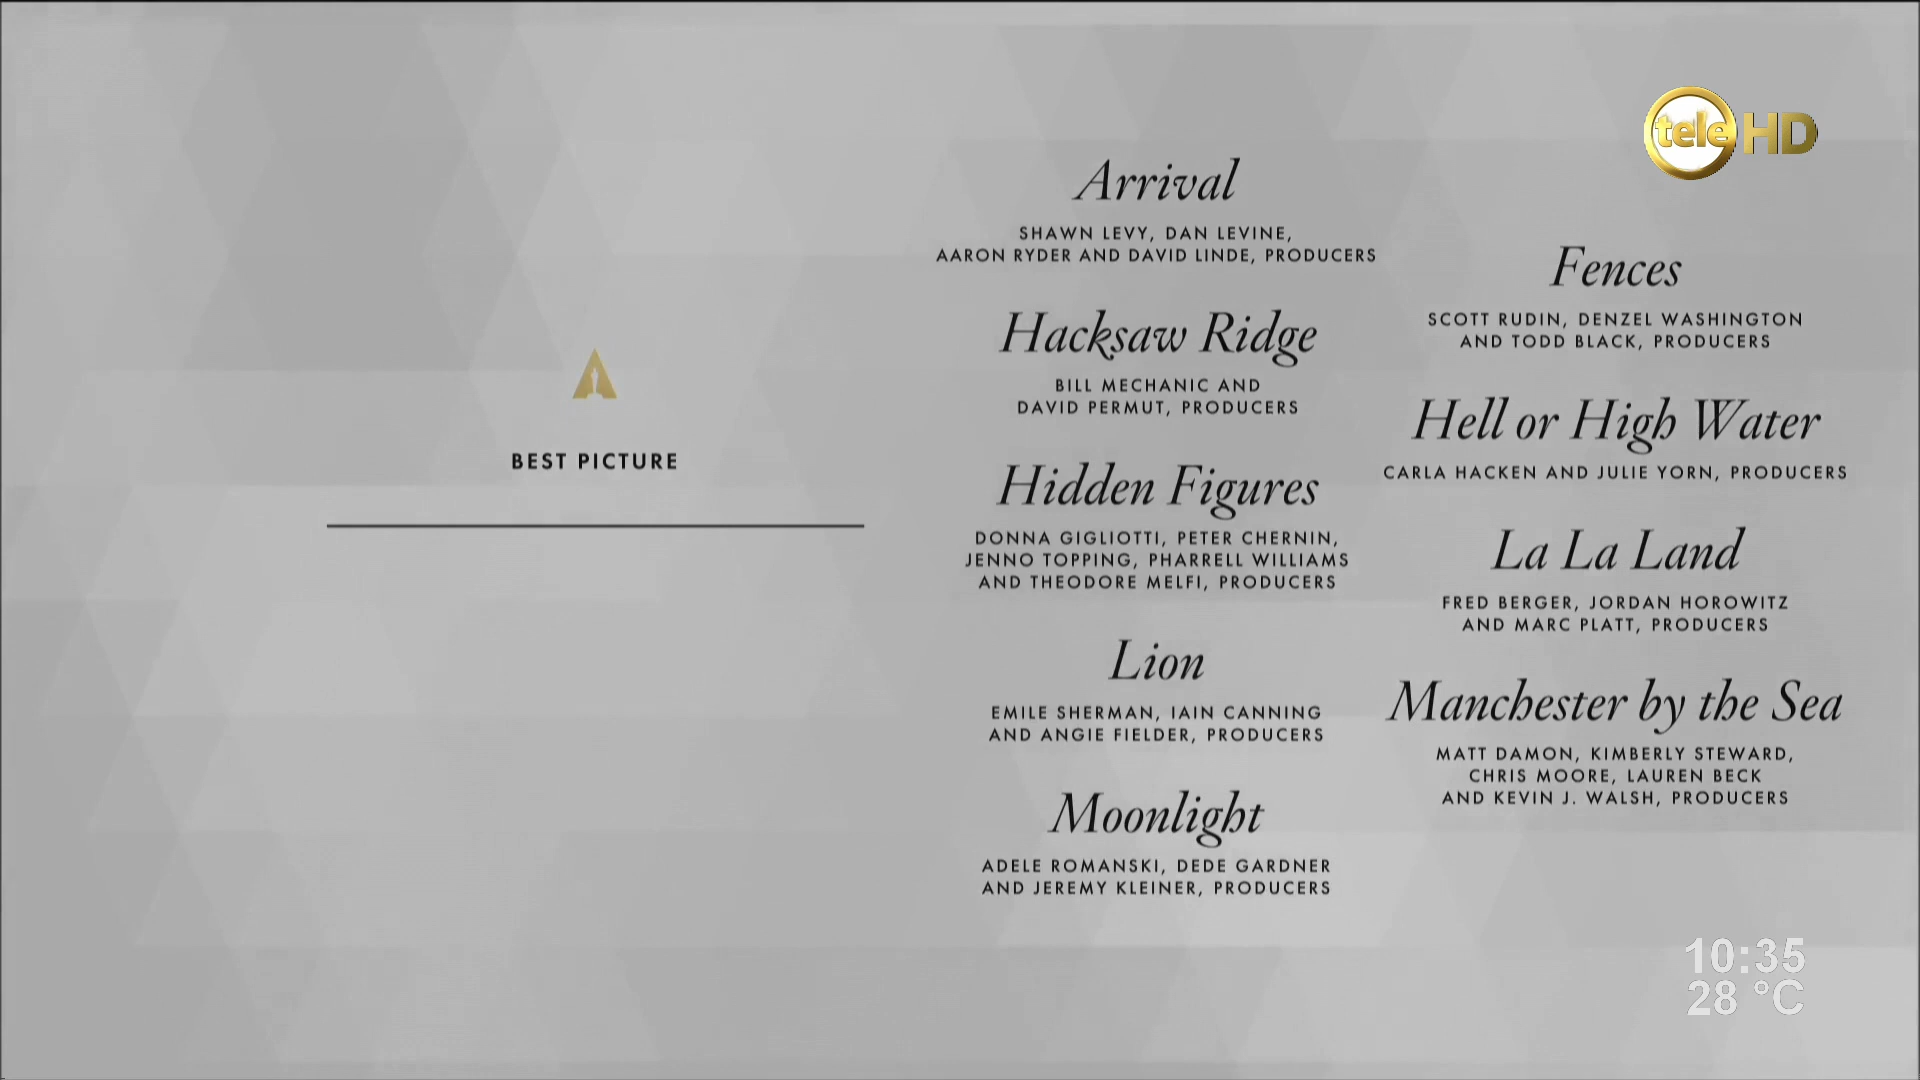 tele HD
BEST PICTURE
Arrival
SHAWN LEVY, DAN LEVINE,
AARON RYDER AND DAVID LINDE, PRODUCERS
Hacksaw Ridge
BILL MECHANIC AND
DAVID PERMUT, PRODUCERS
Hidden Figures
DONNA GIGLIOTTI, PETER CHERNIN,
JENNO TOPPING, PHARRELL WILLIAMS
AND THEODORE MELFI, PRODUCERS
Lion
EMILE SHERMAN, IAIN CANNING
AND ANGIE FIELDER, PRODUCERS
Moonlight
ADELE ROMANSKI, DEDE GARDNER
AND JEREMY KLEINER, PRODUCERS
Fences
SCOTT RUDIN, DENZEL WASHINGTON
AND TODD BLACK, PRODUCERS
Hell or High Water
CARLA HACKEN AND JULIE YORN, PRODUCERS
La La Land
FRED BERGER, JORDAN HOROWITZ
AND MARC PLATT, PRODUCERS
Manchester by the Sea
MATT DAMON, KIMBERLY STEWARD,
CHRIS MOORE, LAUREN BECK
AND KEVIN J. WALSH, PRODUCERS
10:35
28 °C